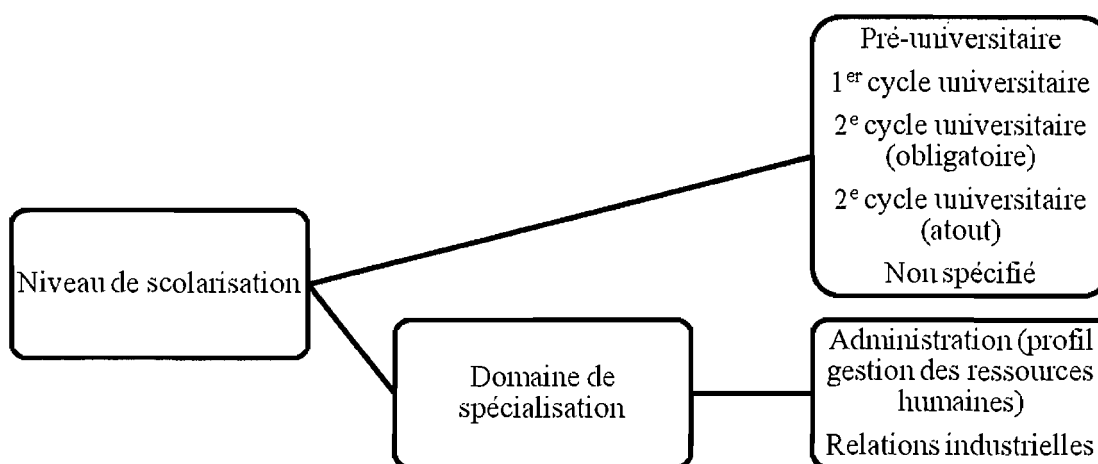 Pré-universitaire
1er cycle universitaire
2e cycle universitaire
(obligatoire)
2e cycle universitaire
(atout)
Non spécifié
Niveau de scolarisation
Domaine de
spécialisation
Administration (profil
gestion des ressources
humaines)
Relations industrielles